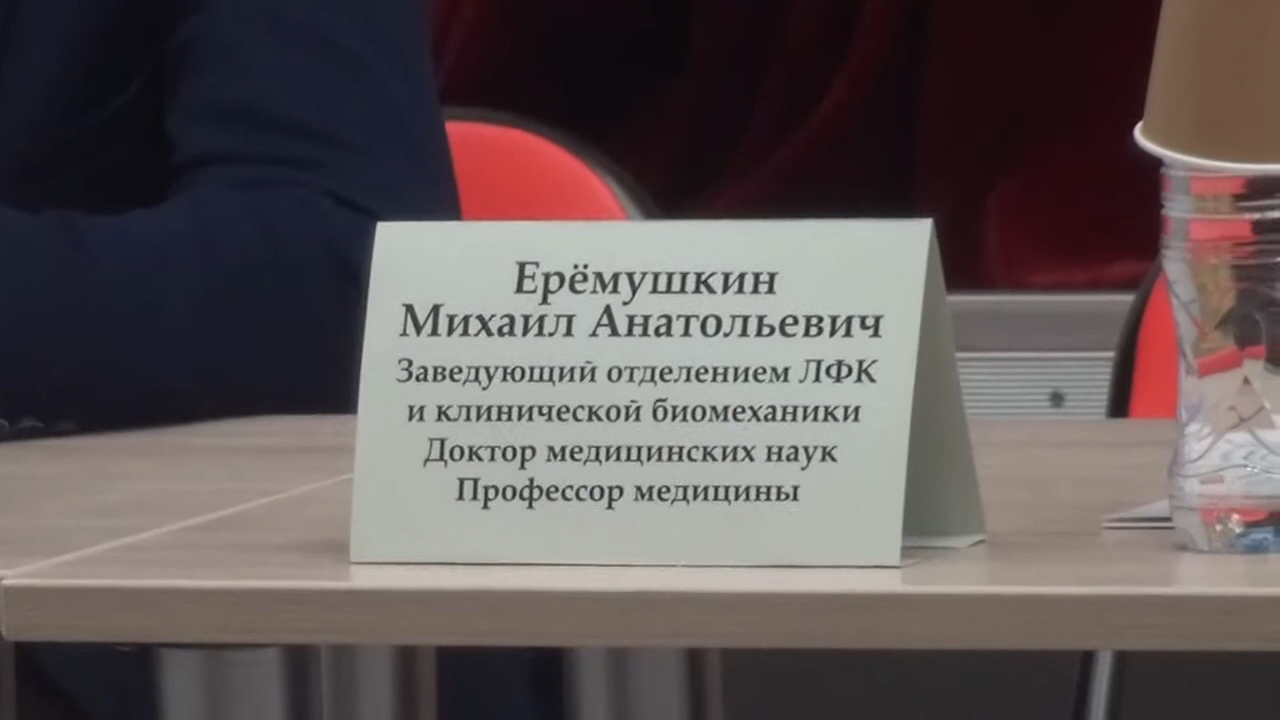 Ерёмушкин
Михаил Анатольевич
Заведующий отделением ЛФК
и клинической биомеханики
Доктор медицинских наук
Профессор медицины